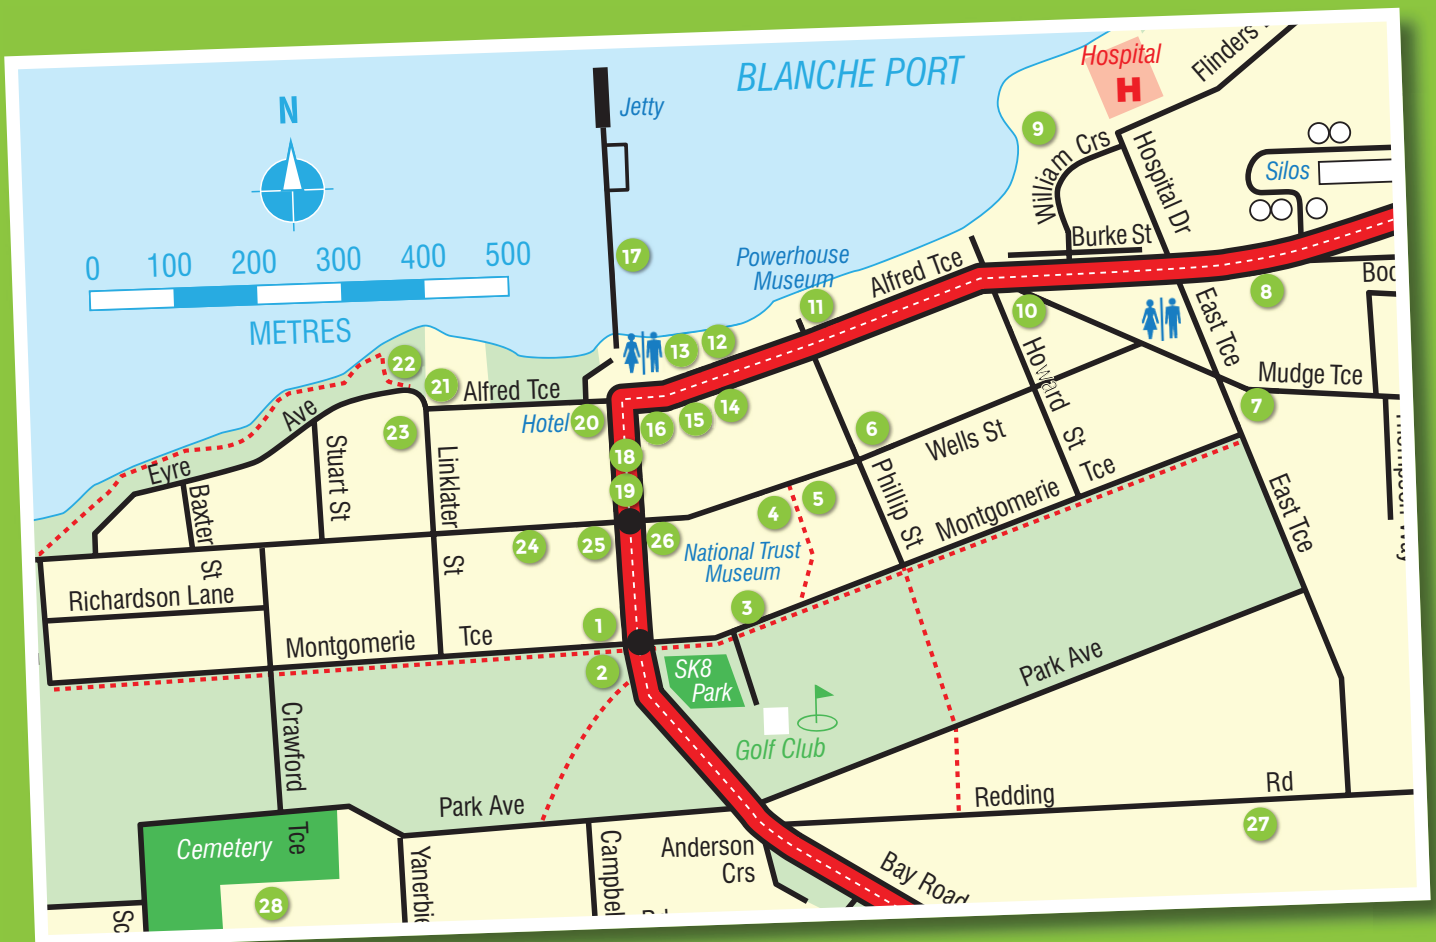 BLANCHE PORT
Hospital
H
Flinders
Jetty
N
9
William Crs
Hospital Dr
Silos
0 100 200 300 400 500
METRES
17
Powerhouse
Museum
Alfred Tce
Burke St
11
10
8
East Tce
22
21
Alfred Tce
13
12
Hotel
20
16
15
14
Howard
St
Mudge Tce
7
Eyre
Ave
23
Stuart St
Linklater
St
18
19
6
Wells St
Phillip St
Montgomerie
Tce
East Tce
Baxter
St
24
25
26
4
5
National Trust
Museum
3
Richardson Lane
Montgomerie
Tce
1
2
SK8
Park
Golf Club
Park Ave
Crawford
Tce
Park Ave
Redding
Rd
27
Cemetery
28
Yanerbie
Campbel
Anderson
Crs
Bay Road
Sc
Boc